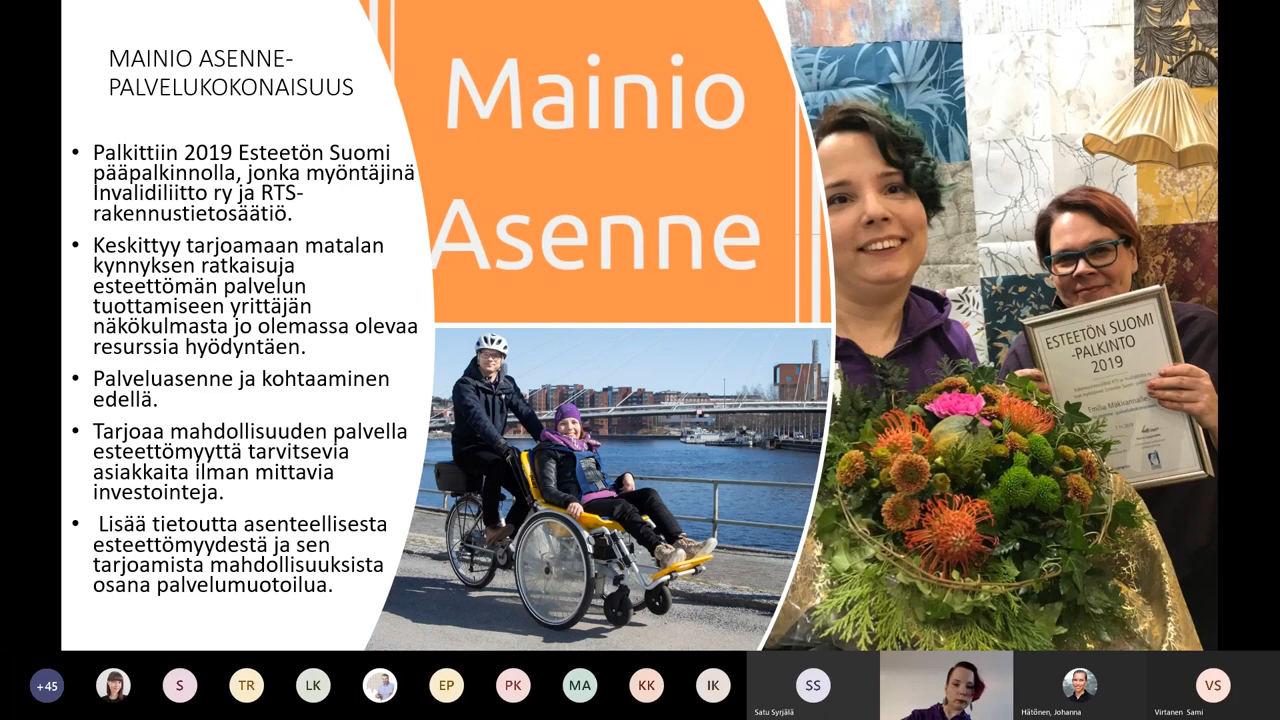 MAINIO ASENNE-
PALVELUKOKONAISUUS
• Palkittiin 2019 Esteetön Suomi
pääpalkinnolla, jonka myöntäjinä
Invalidiliitto ry ja RTS-
rakennustietosäätiö.
• Keskittyy tarjoamaan matalan
kynnyksen ratkaisuja
esteettömän palvelun
tuottamiseen yrittäjän
näkökulmasta jo olemassa olevaa
resurssia hyödyntäen.
• Palveluasenne ja kohtaaminen
edellä.
• Tarjoaa mahdollisuuden palvella
esteettömyyttä tarvitsevia
asiakkaita ilman mittavia
investointeja.
• Lisää tietoutta asenteellisesta
esteettömyydestä ja sen
tarjoamista mahdollisuuksista
osana palvelumuotoilua.
Mainio
Asenne
ESTEETÖN SUOMI
-PALKINTO
2019
Emilia Mäkirannalle
+45
S
TR
LK
EP
PK
MA
KK
IK
SS
Satu Syrjälä
Hätönen, Johanna
VS
Virtanen Sami